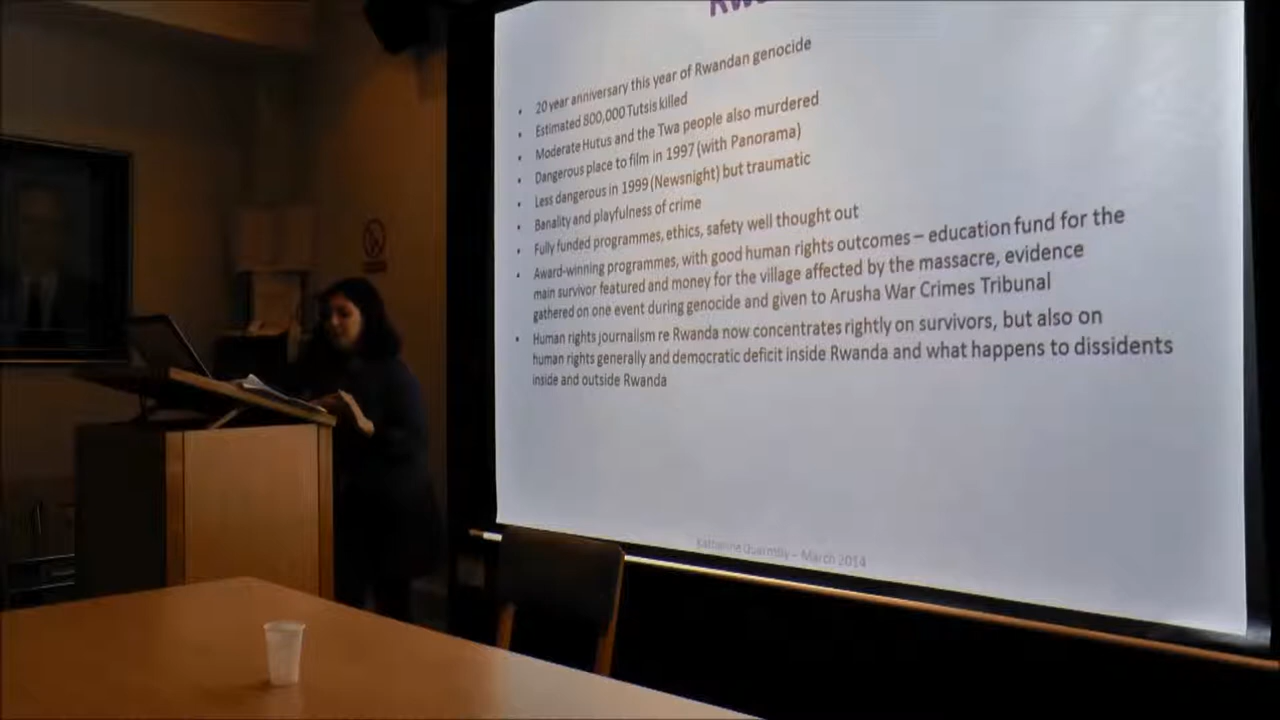 Rw
• 20 year anniversary this year of Rwandan genocide
• Estimated 800,000 Tutsis killed
• Moderate Hutus and the Twa people also murdered
• Dangerous place to film in 1997 (with Panorama)
• Less dangerous in 1999 (Newsnight) but traumatic
• Banality and playfulness of crime
• Fully funded programmes, ethics, safety well thought out
• Award-winning programmes, with good human rights outcomes – education fund for the
main survivor featured and money for the village affected by the massacre, evidence
gathered on one event during genocide and given to Arusha War Crimes Tribunal
• Human rights journalism re Rwanda now concentrates rightly on survivors, but also on
human rights generally and democratic deficit inside Rwanda and what happens to dissidents
inside and outside Rwanda
Katharine Quarmby – March 2014